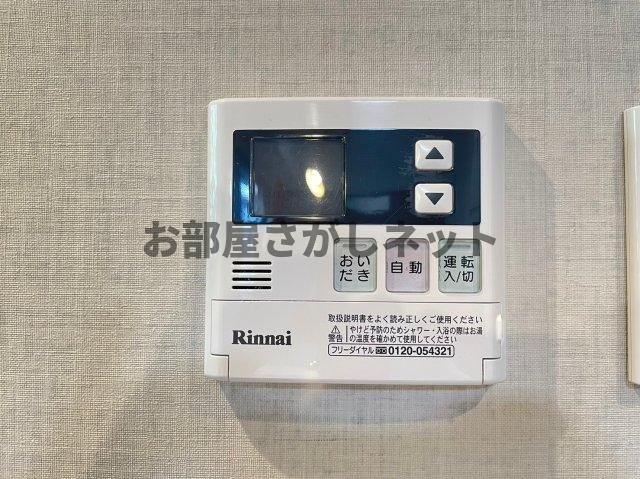 お部屋さがしネット
おい
だき
自動
運転
入/切
取扱説明書をよく読み正しくご使用ください
警告
やけど予防のためシャワー・入浴の際はお湯
の温度を確かめて使用してください
フリーダイヤル 0120-054321
Rinnai